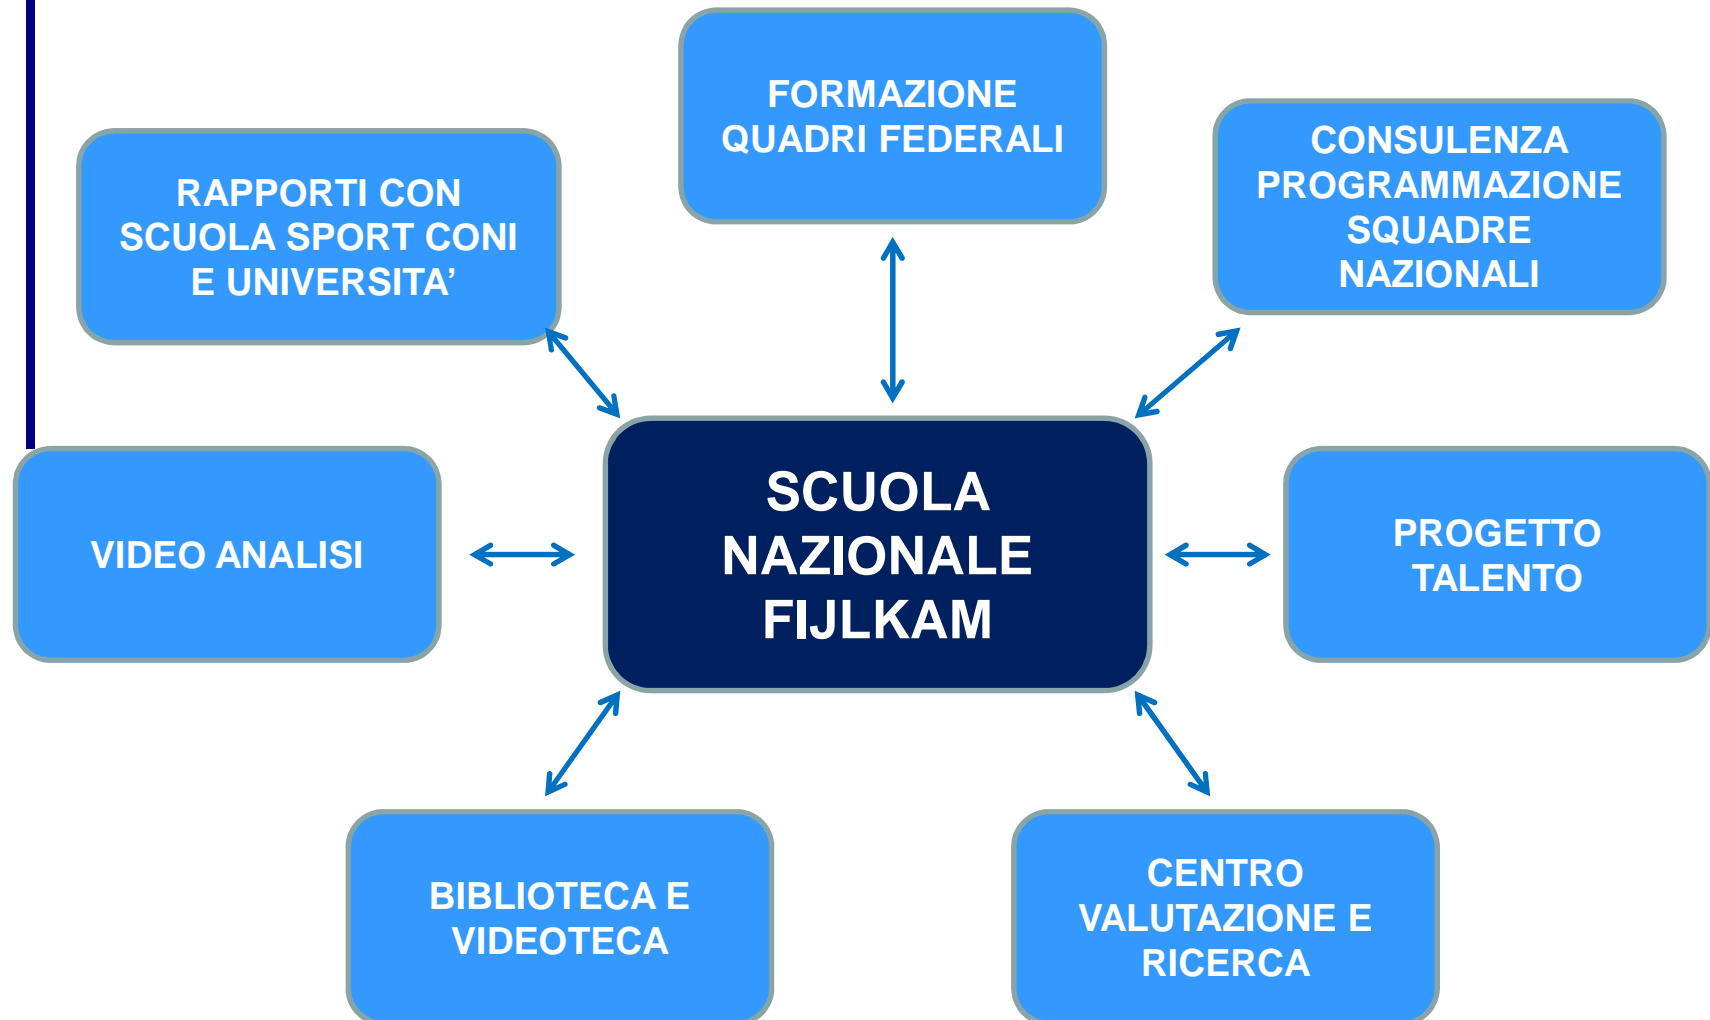 FORMAZIONE
QUADRI FEDERALI
CONSULENZA
PROGRAMMAZIONE
SQUADRE
NAZIONALI
RAPPORTI CON
SCUOLA SPORT CONI
E UNIVERSITA’
SCUOLA
NAZIONALE
FIJLKAM
VIDEO ANALISI
PROGETTO
TALENTO
BIBLIOTECA E
VIDEOTECA
CENTRO
VALUTAZIONE E
RICERCA